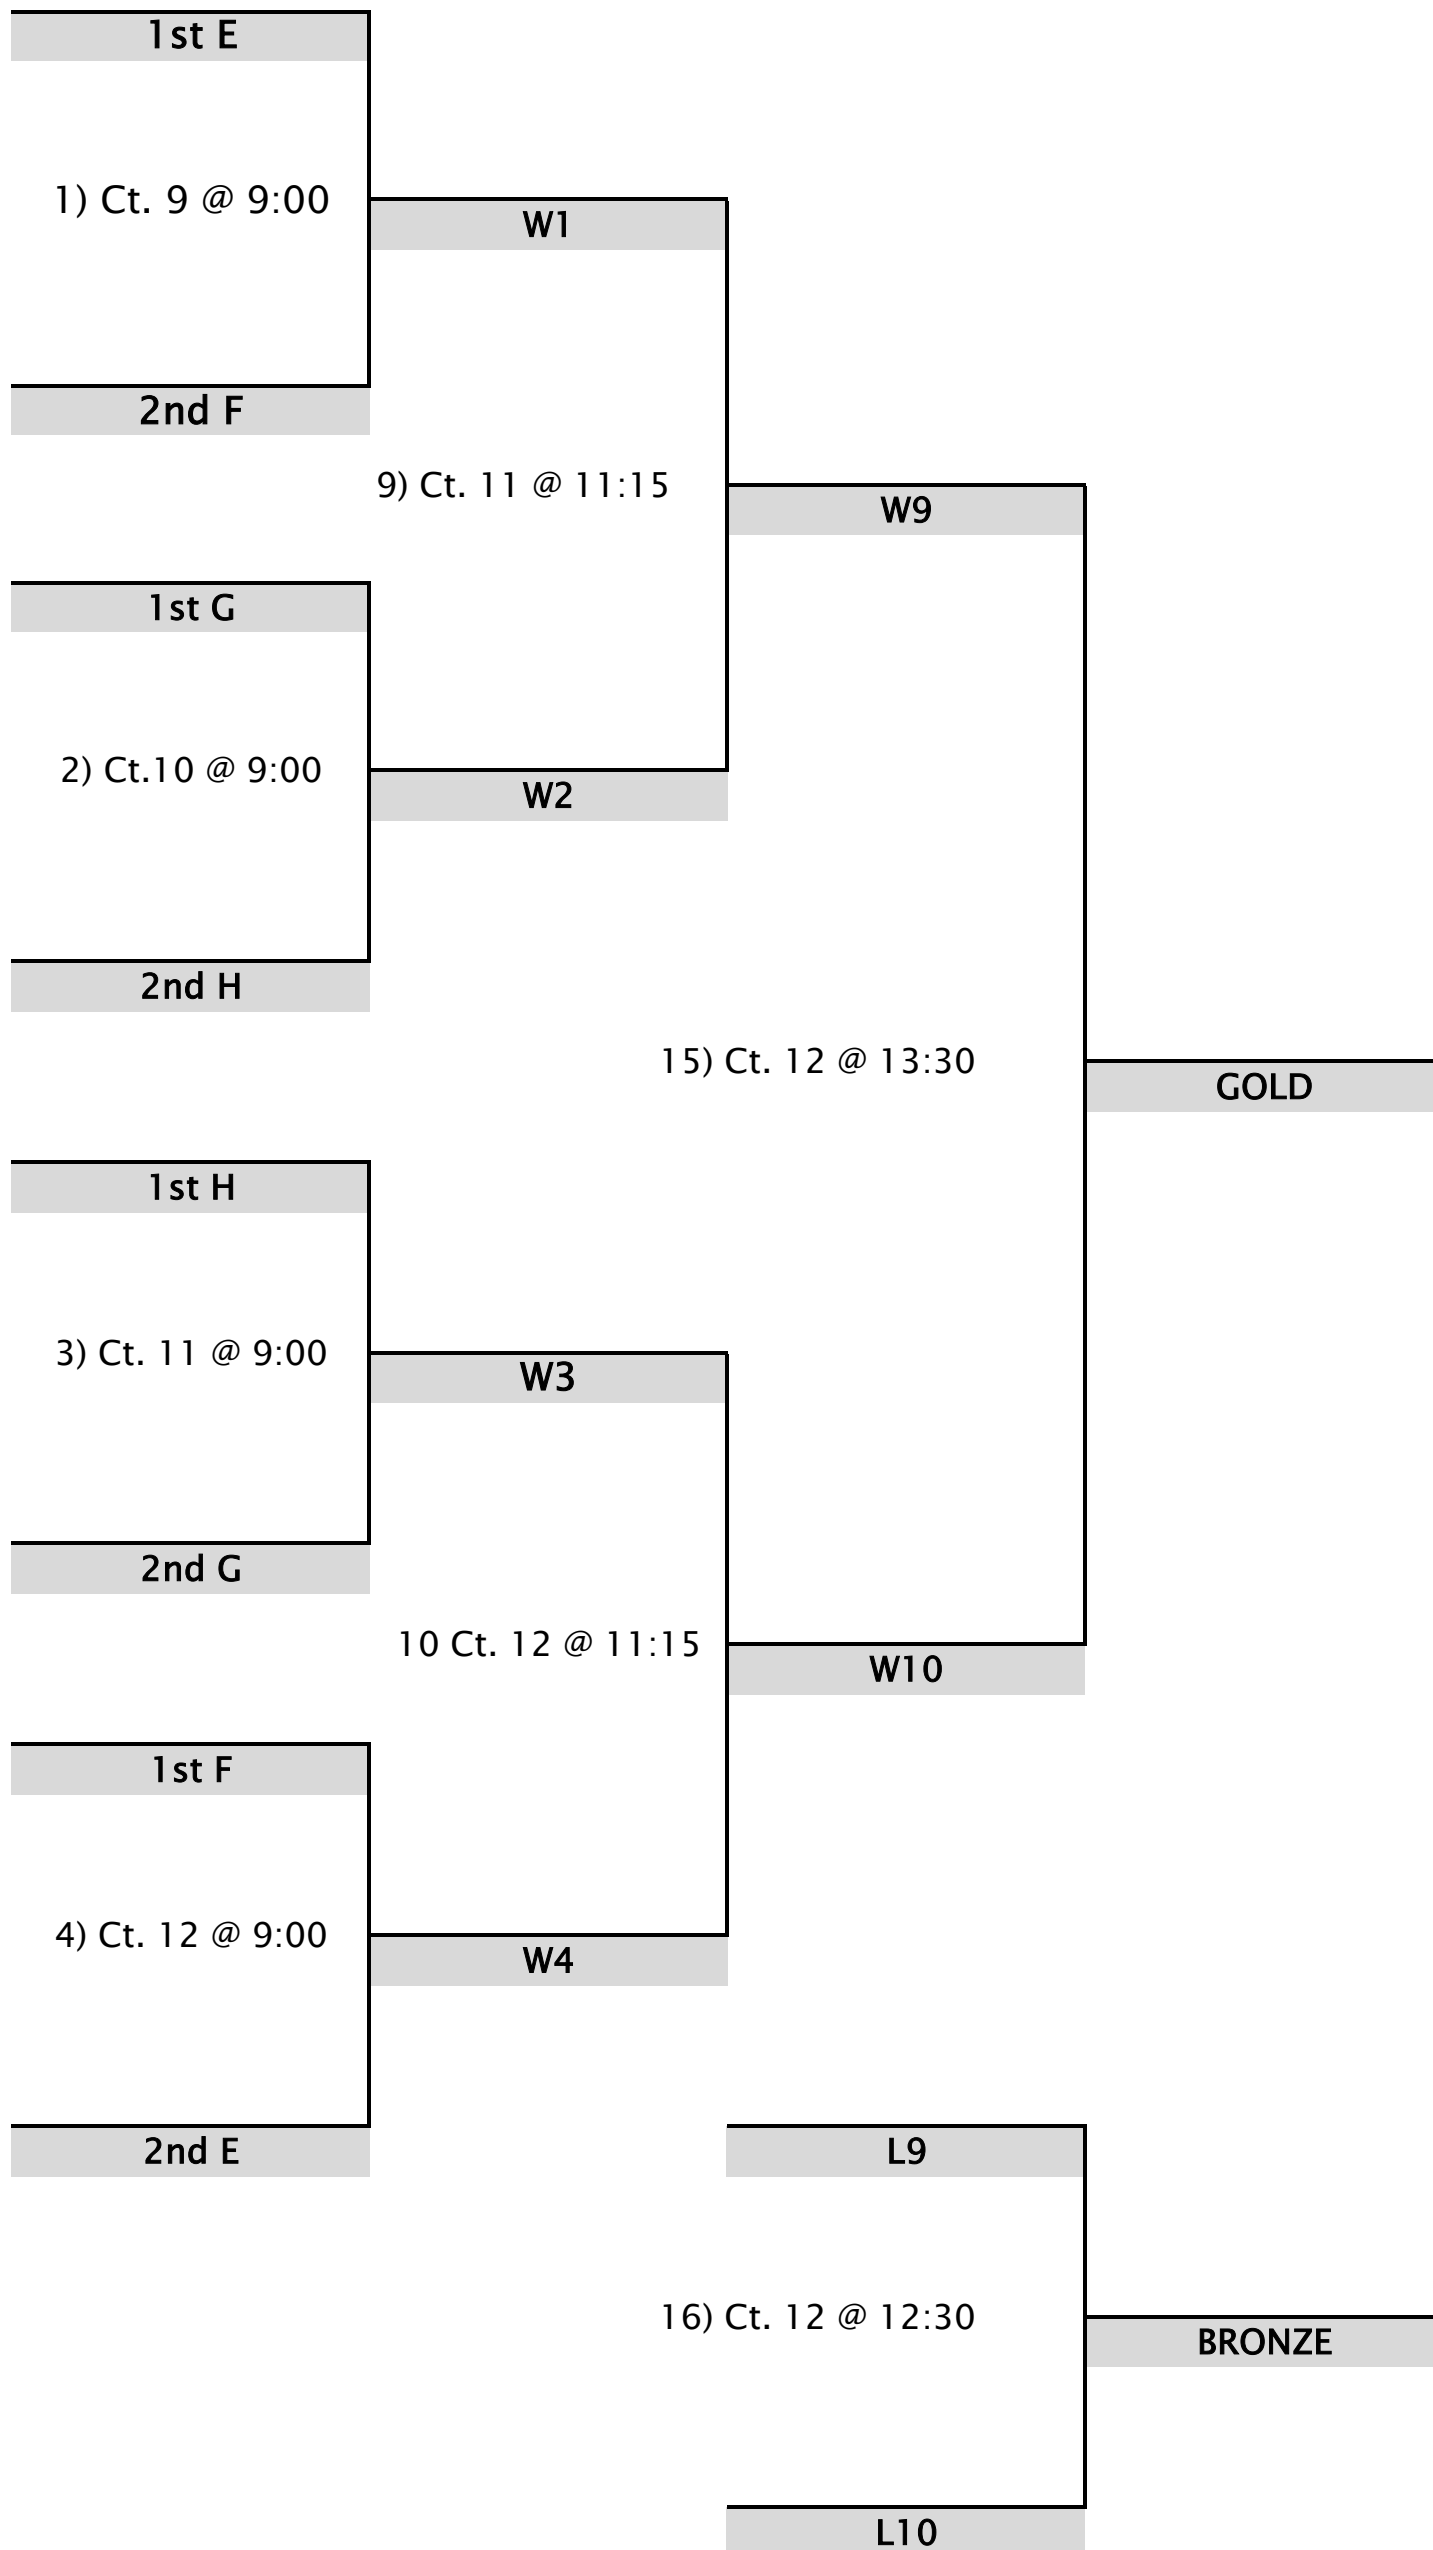 1st E
1) Ct. 9 @ 9:00
W1
2nd F
9) Ct. 11 @ 11:15
W9
1st G
2) Ct.10 @ 9:00
W2
2nd H
15) Ct. 12 @ 13:30
GOLD
1st H
3) Ct. 11 @ 9:00
W3
2nd G
10 Ct. 12 @ 11:15
W10
1st F
4) Ct. 12 @ 9:00
W4
2nd E
L9
16) Ct. 12 @ 12:30
BRONZE
L10